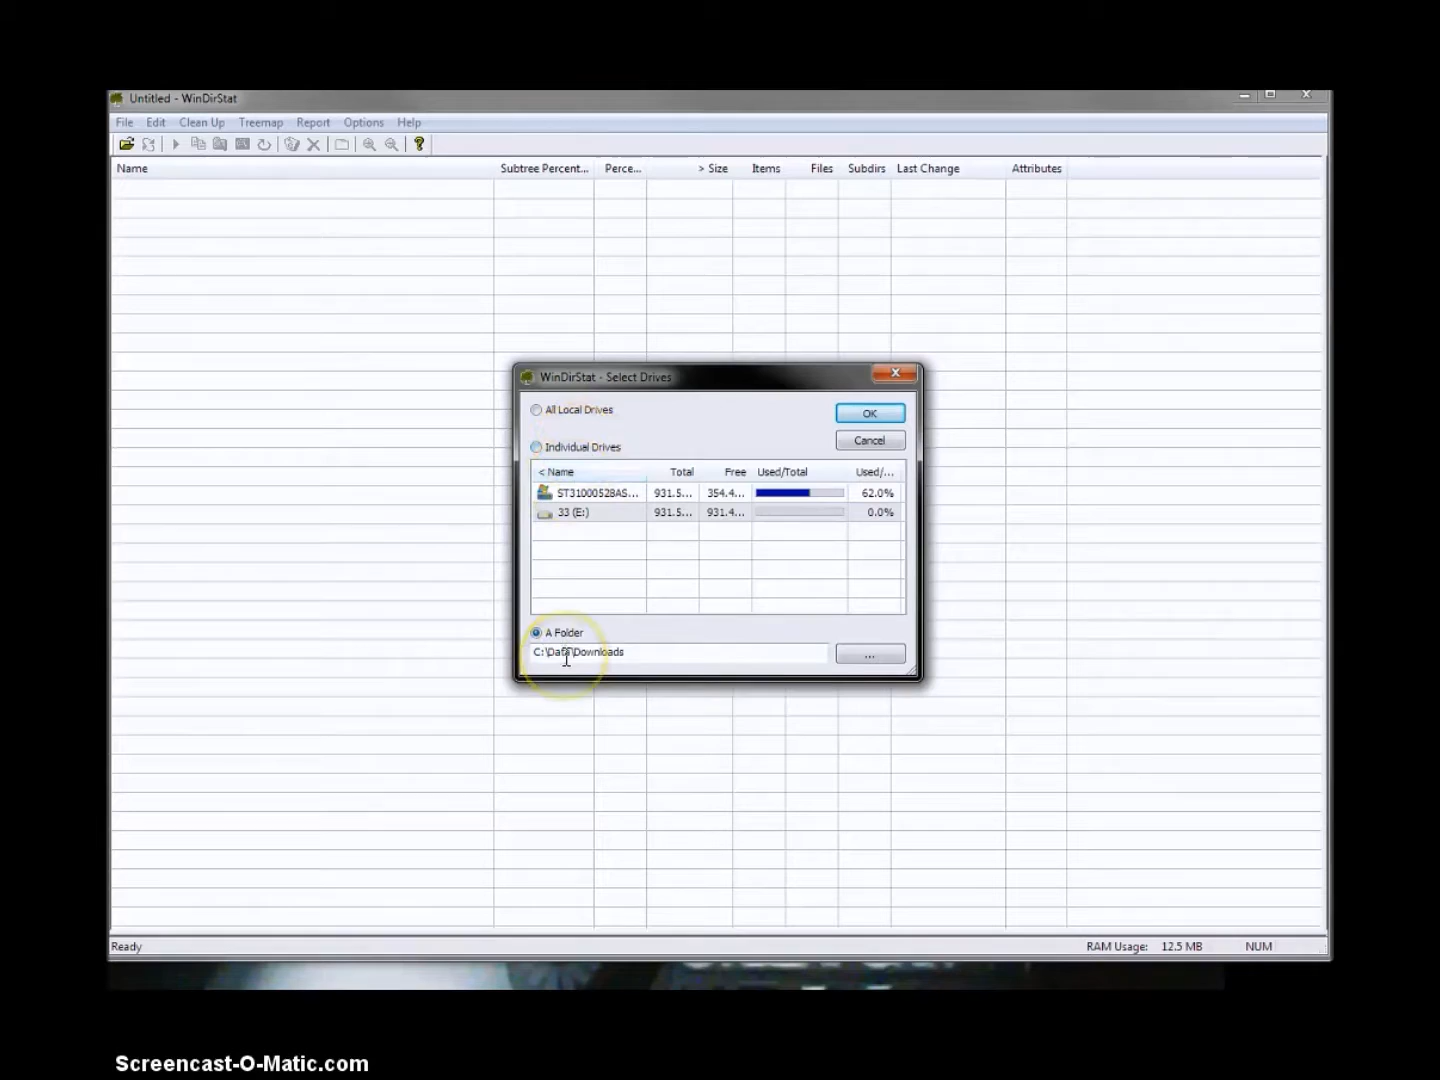 Untitled - WinDirStat
File Edit Clean Up Treemap Report Options Help
Name Subtree Percent... Perce... > Size Items Files Subdirs Last Change Attributes
WinDirStat - Select Drives
All Local Drives OK
Cancel
Individual Drives
< Name Total Free Used/Total Used/...
ST31000528AS... 931.5... 354.4... 62.0%
33 (E:) 931.5... 931.4... 0.0%
A Folder
C:\Data\Downloads ...
Ready RAM Usage: 12.5 MB NUM
Screencast-O-Matic.com